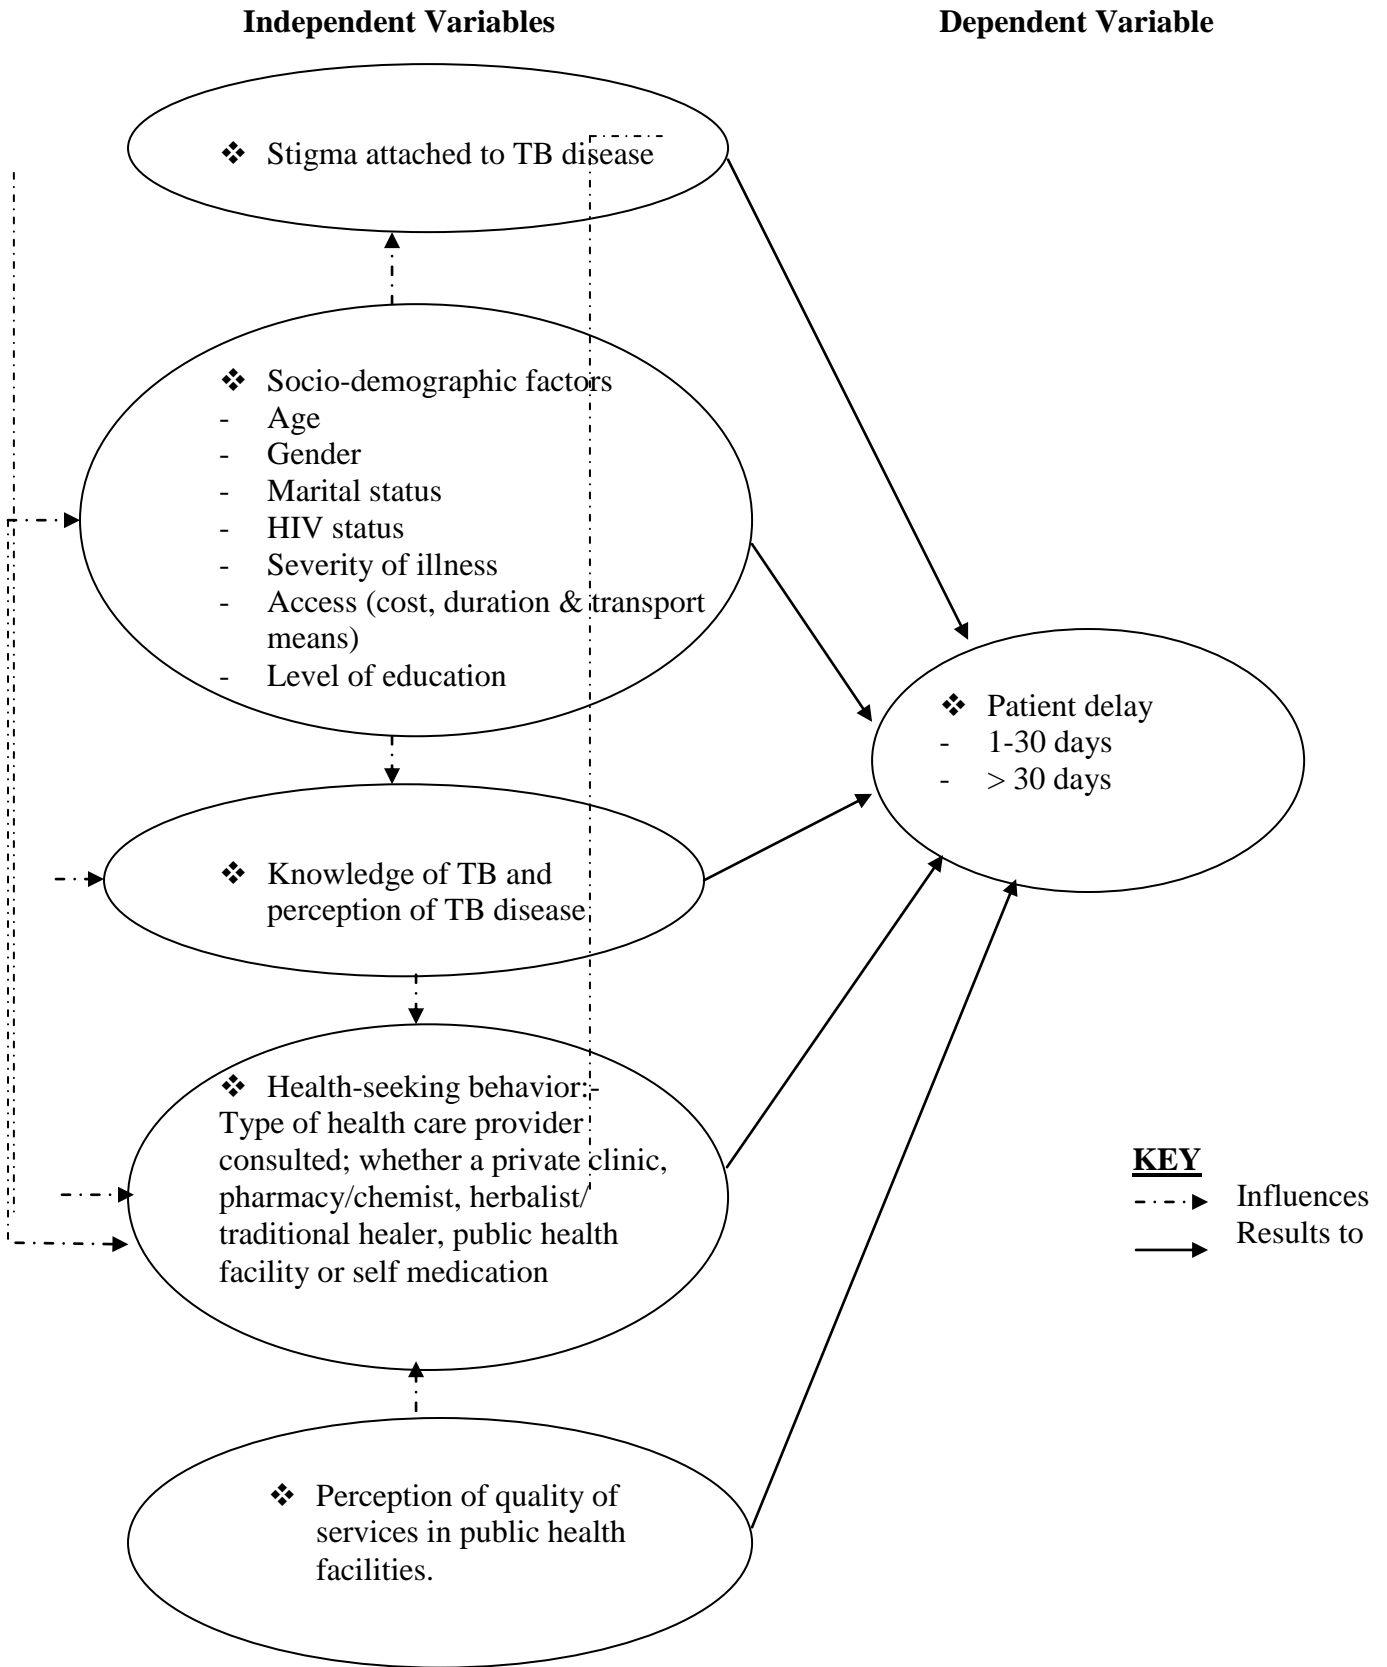 Independent Variables
Dependent Variable
❖ Stigma attached to TB disease
❖ Socio-demographic factors
- Age
- Gender
- Marital status
- HIV status
- Severity of illness
- Access (cost, duration & transport
means)
- Level of education
❖ Patient delay
- 1-30 days
- > 30 days
❖ Knowledge of TB and
perception of TB disease
❖ Health-seeking behavior:-
Type of health care provider
consulted; whether a private clinic,
pharmacy/chemist, herbalist/
traditional healer, public health
facility or self medication
KEY
Influences
Results to
❖ Perception of quality of
services in public health
facilities.